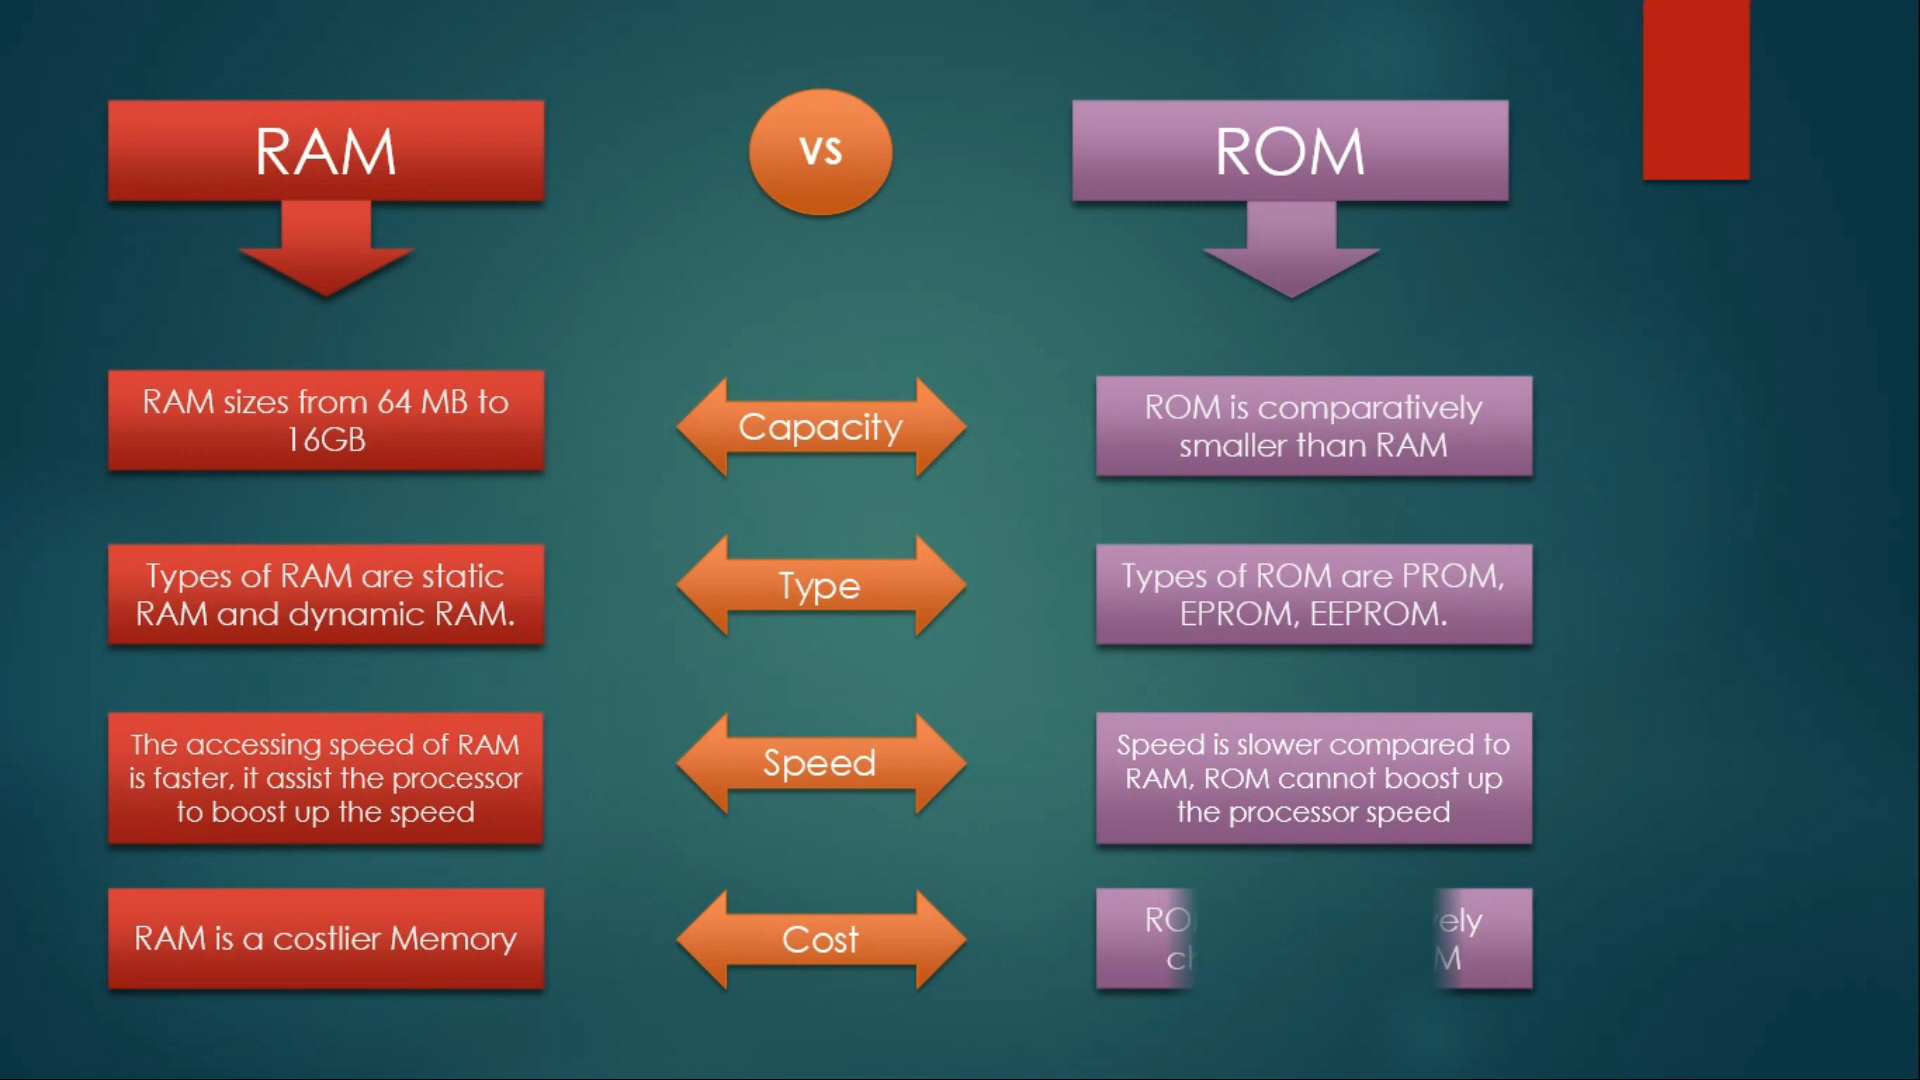 RAM
VS
ROM
RAM sizes from 64 MB to
16GB
Capacity
ROM is comparatively
smaller than RAM
Types of RAM are static
RAM and dynamic RAM.
Type
Types of ROM are PROM,
EPROM, EEPROM.
The accessing speed of RAM
is faster, it assist the processor
to boost up the speed
Speed
Speed is slower compared to
RAM, ROM cannot boost up
the processor speed
RAM is a costlier Memory
Cost